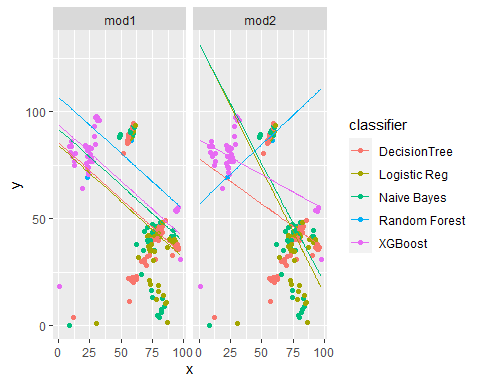 mod1 mod2
100
50
0
y
0 25 50 75 100 0 25 50 75 100
x
classifier
DecisionTree
Logistic Reg
Naive Bayes
Random Forest
XGBoost